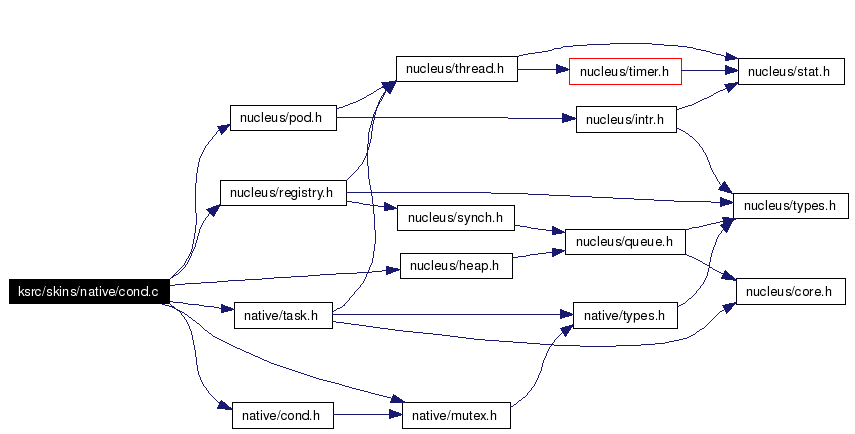 nucleus/thread.h
nucleus/timer.h
nucleus/stat.h
nucleus/pod.h
nucleus/intr.h
nucleus/registry.h
nucleus/types.h
nucleus/synch.h
nucleus/queue.h
nucleus/heap.h
ksrc/skins/native/cond.c
nucleus/core.h
native/task.h
native/types.h
native/cond.h
native/mutex.h